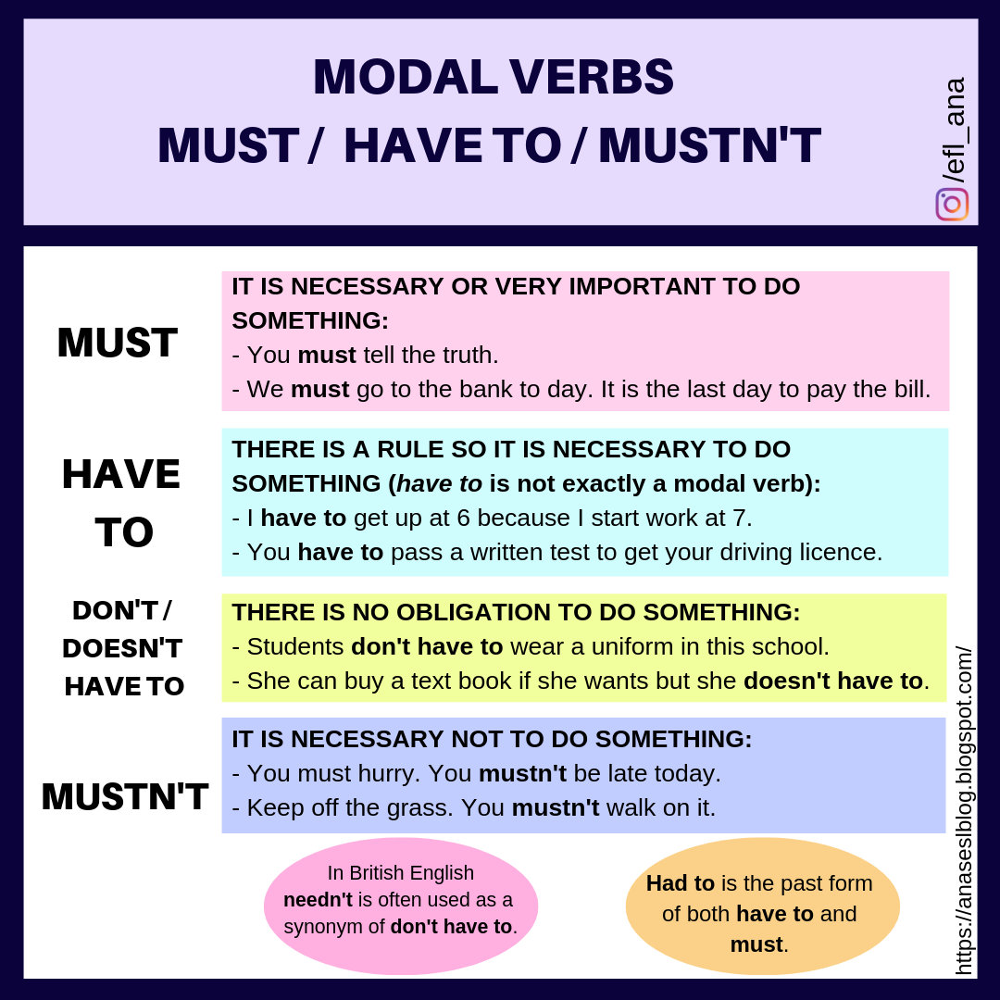 MODAL VERBS
MUST / HAVE TO / MUSTN'T
/efl_ana
MUST
IT IS NECESSARY OR VERY IMPORTANT TO DO
SOMETHING:
- You must tell the truth.
- We must go to the bank to day. It is the last day to pay the bill.
HAVE
TO
THERE IS A RULE SO IT IS NECESSARY TO DO
SOMETHING (have to is not exactly a modal verb):
- I have to get up at 6 because I start work at 7.
- You have to pass a written test to get your driving licence.
DON'T /
DOESN'T
HAVE TO
THERE IS NO OBLIGATION TO DO SOMETHING:
- Students don't have to wear a uniform in this school.
- She can buy a text book if she wants but she doesn't have to.
MUSTN'T
IT IS NECESSARY NOT TO DO SOMETHING:
- You must hurry. You mustn't be late today.
- Keep off the grass. You mustn't walk on it.
In British English
needn't is often used as a
synonym of don't have to.
Had to is the past form
of both have to and
must.
https://anaseslblog.blogspot.com/